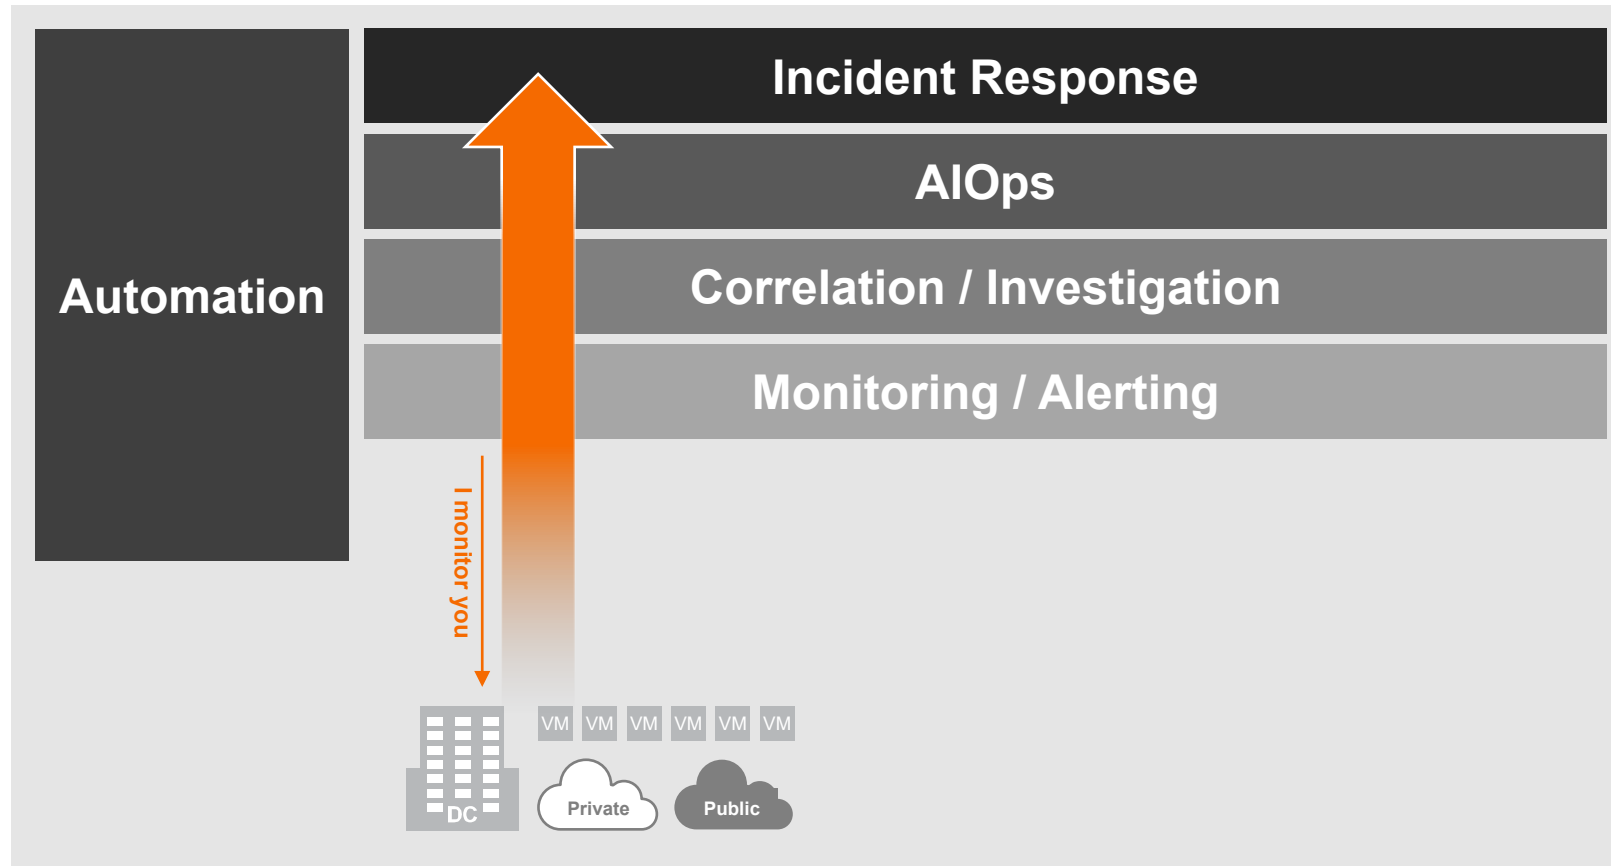 Incident Response
AIOps
Automation
Correlation / Investigation
Monitoring / Alerting
I monitor you
VM VM VM VM VM VM
DC
Private
Public